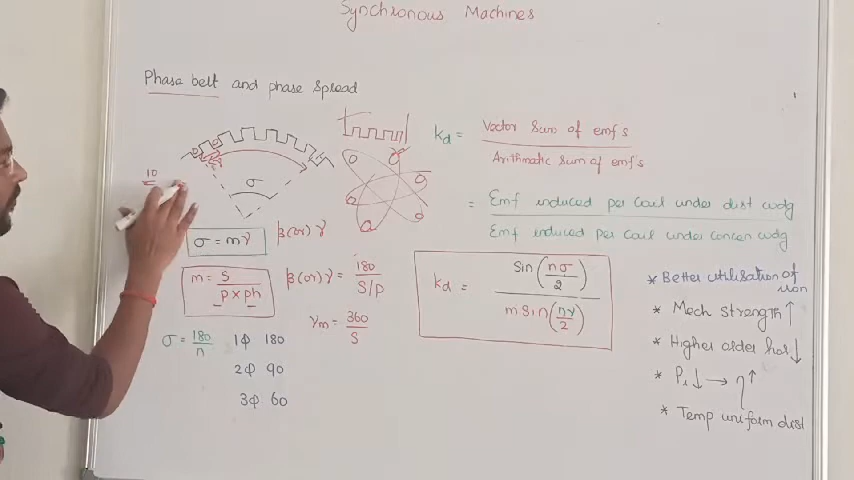 Synchronous Machines
Phase belt and phase spread
10
σ
σ = mγ
β(or) γ
m = S / P × ph
β(or) γ = 180 / S/P
γm = 360 / S
σ = 180 / n
1ϕ 180
2ϕ 90
3ϕ 60
Kd = Vector Sum of emfs / Arithmatic Sum of emfs
= Emf induced per coil under dist wdg / Emf induced per coil under concen wdg
Kd = Sin(nσ/2) / m sin(nγ/2)
* Better utilisation of iron
* Mech strength ↑
* Higher order har ↓
* P ↓ → η ↑
* Temp uniform dist